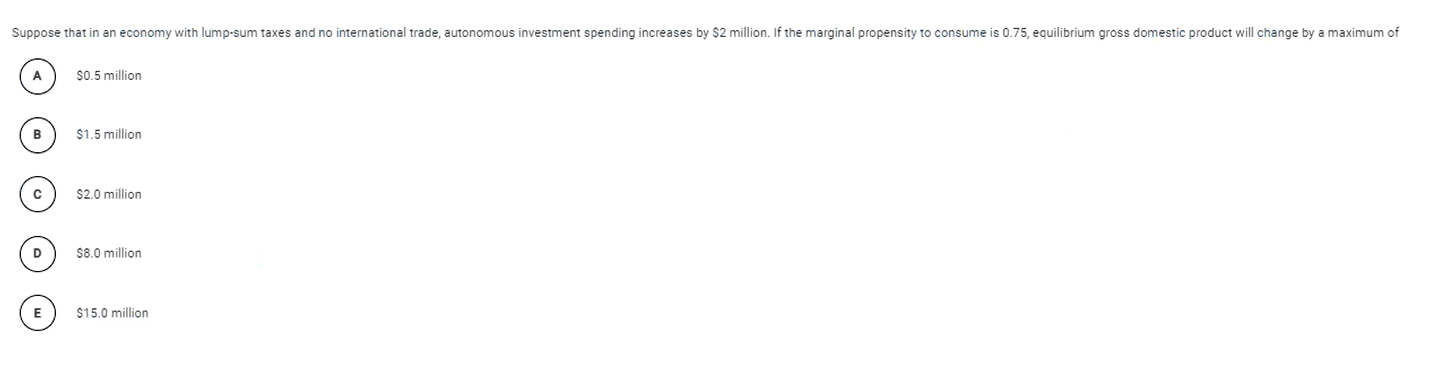 Suppose that in an economy with lump-sum taxes and no international trade, autonomous investment spending increases by $2 million. If the marginal propensity to consume is 0.75, equilibrium gross domestic product will change by a maximum of
A $0.5 million
B $1.5 million
C $2.0 million
D $8.0 million
E $15.0 million